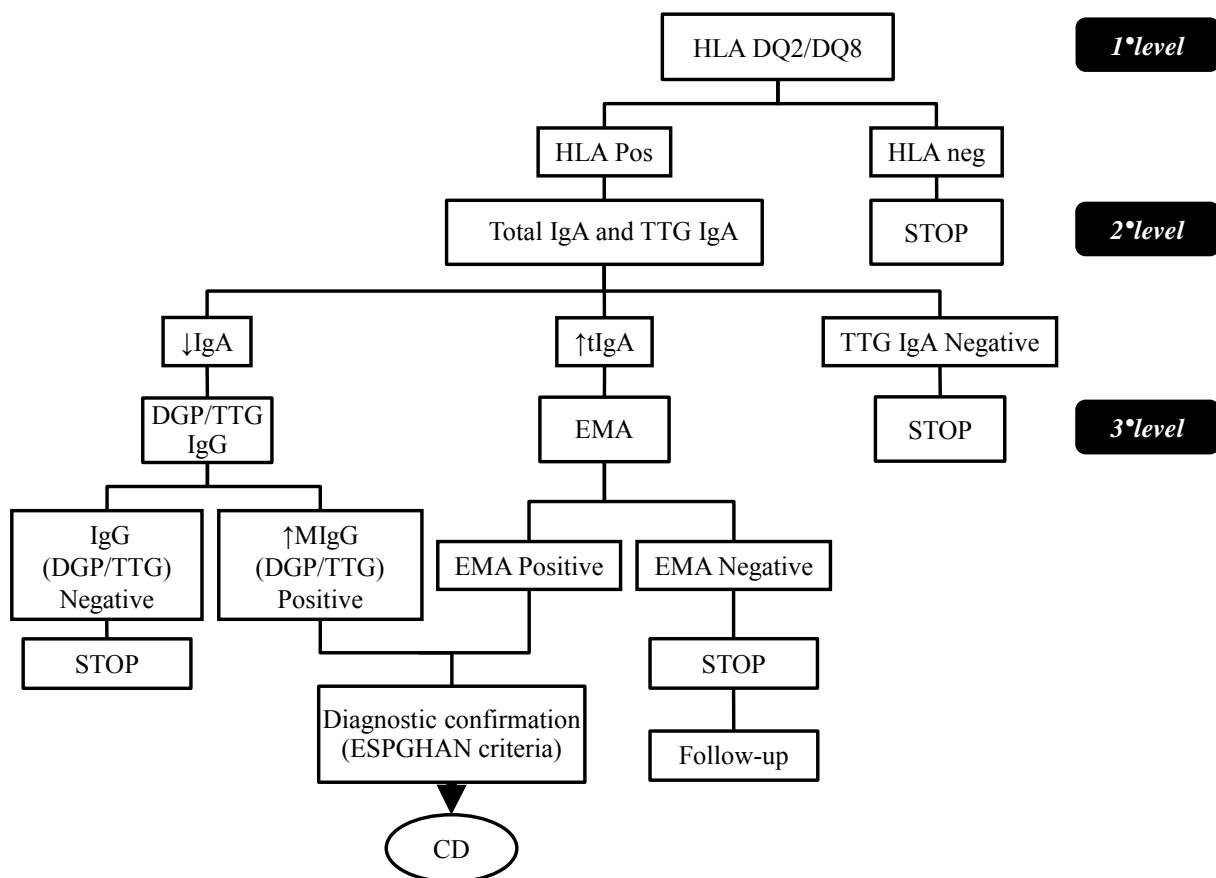 HLA DQ2/DQ8
1•level
HLA Pos
HLA neg
Total IgA and TTG IgA
STOP
2•level
↓IgA
↑tIgA
TTG IgA Negative
DGP/TTG
IgG
EMA
STOP
3•level
IgG
(DGP/TTG)
Negative
↑MIgG
(DGP/TTG)
Positive
EMA Positive
EMA Negative
STOP
STOP
Diagnostic confirmation
(ESPGHAN criteria)
Follow-up
CD